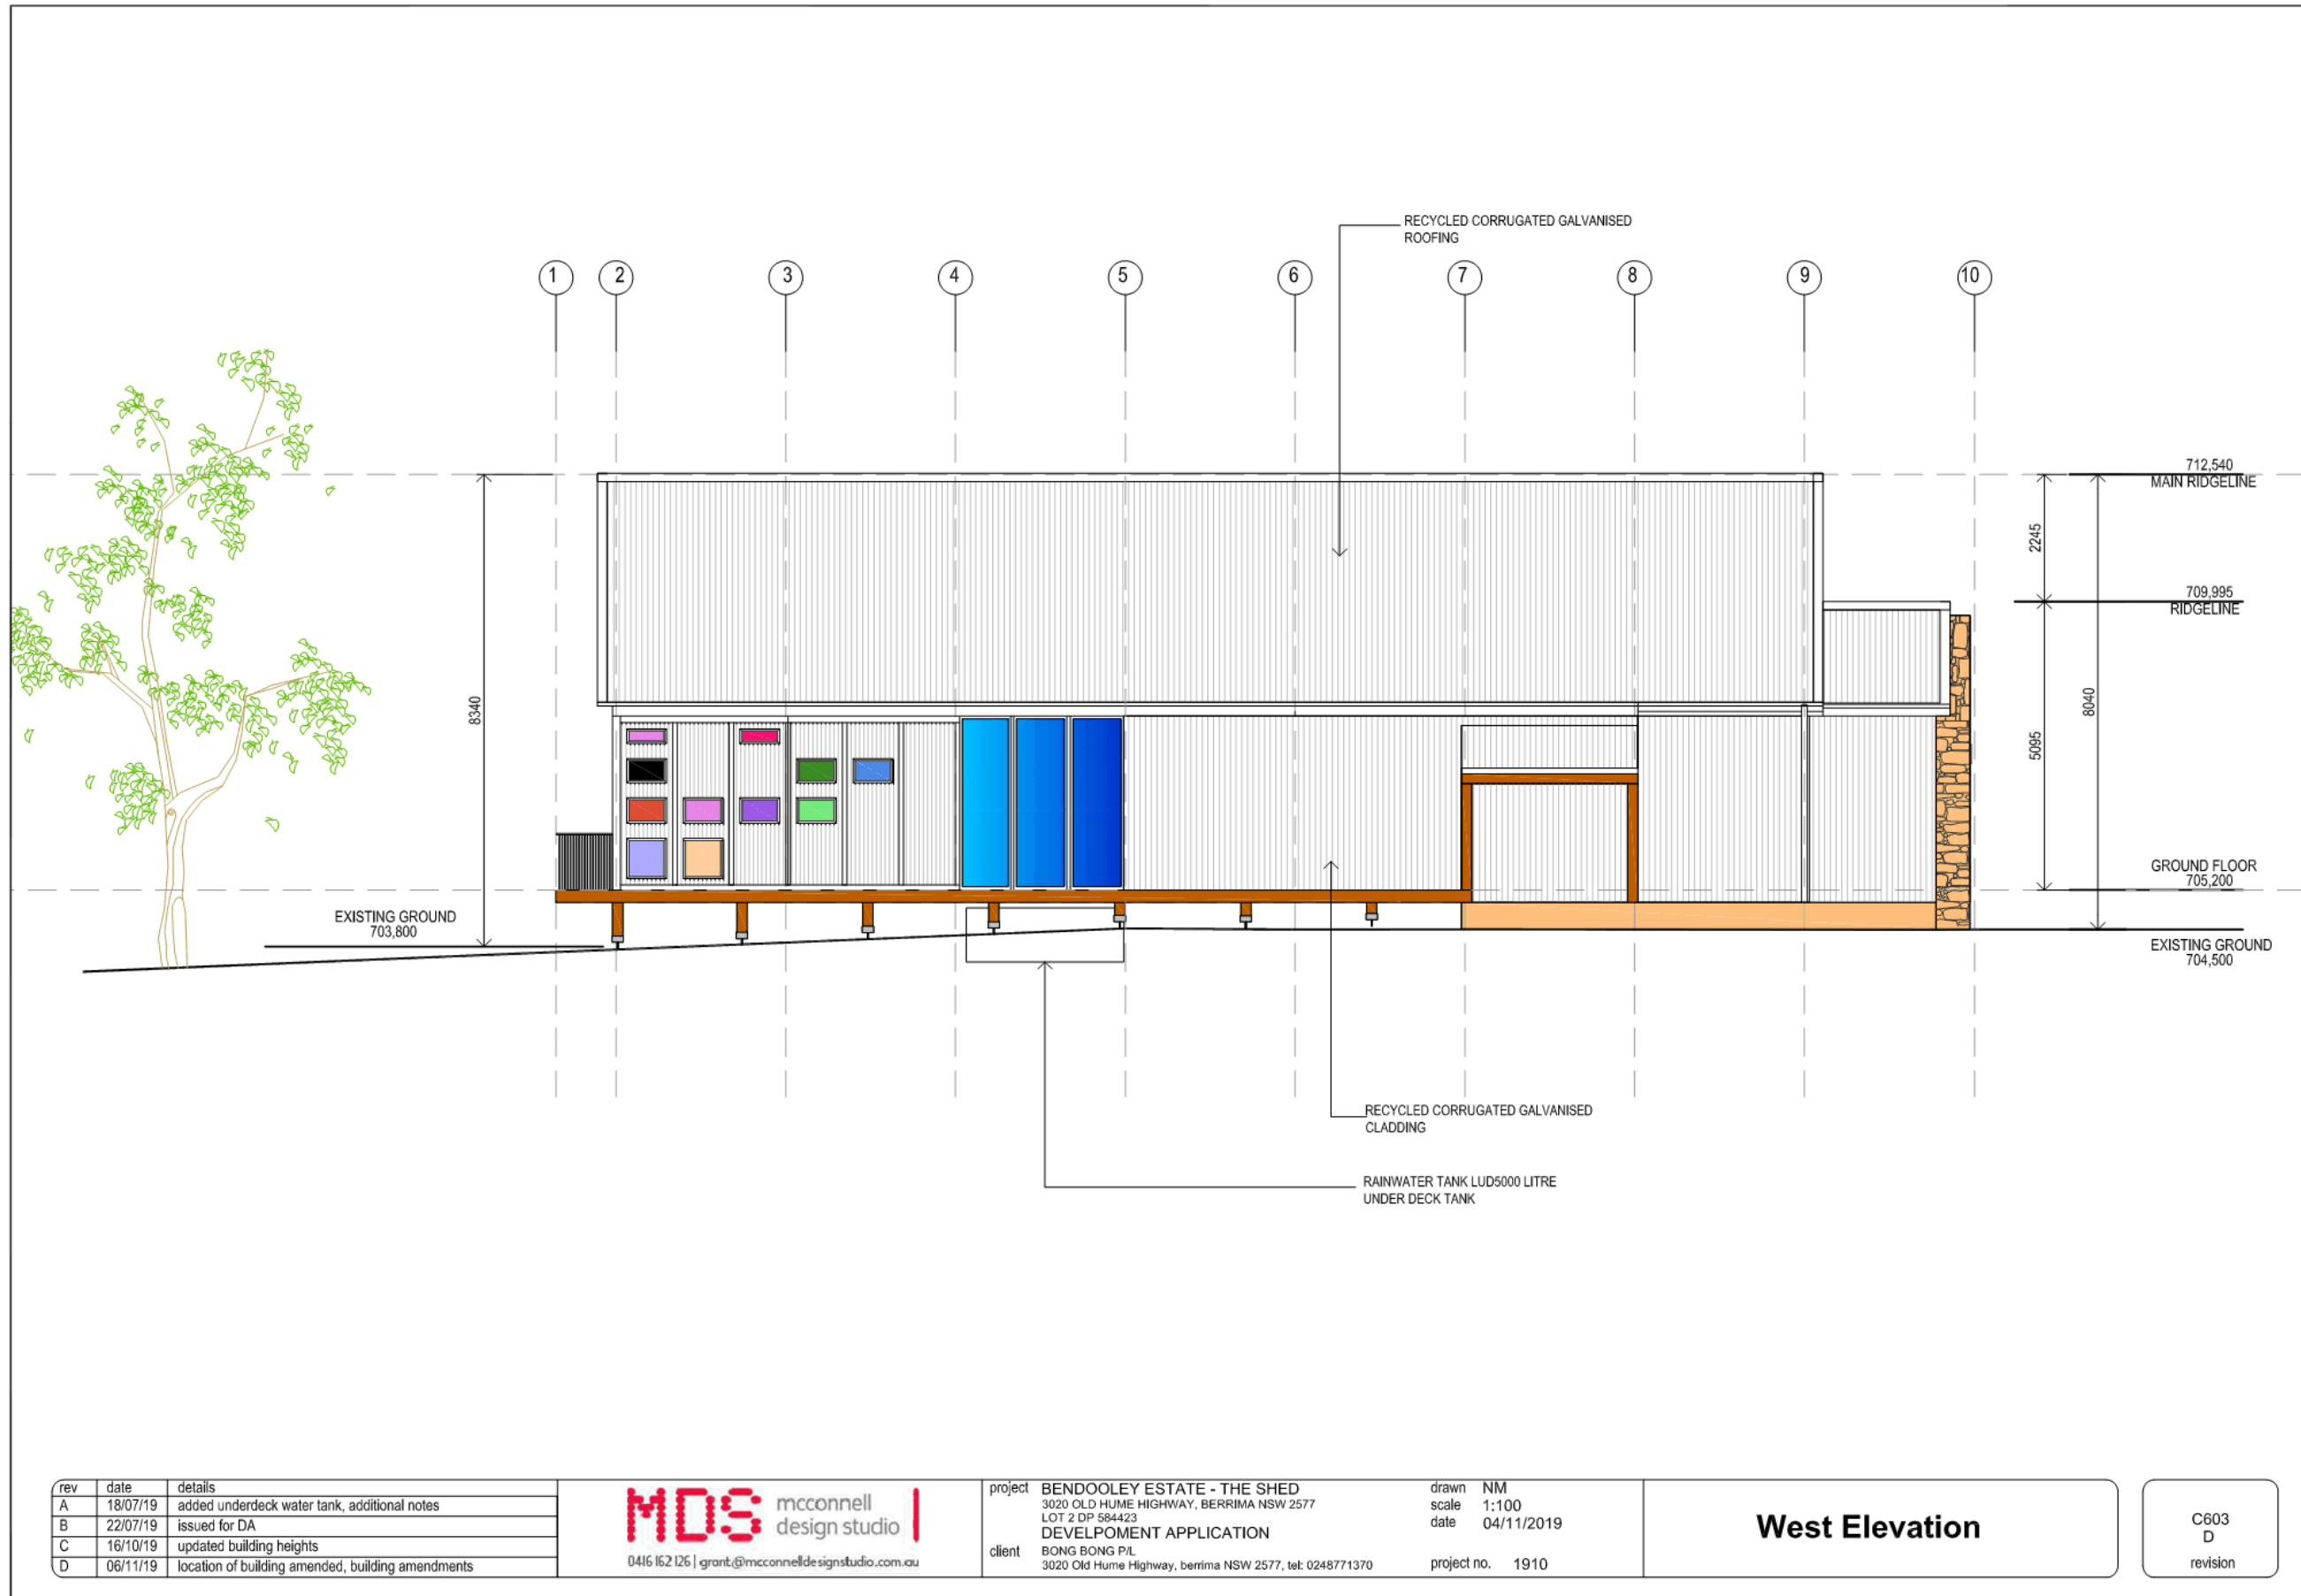 RECYCLED CORRUGATED GALVANISED
ROOFING
1 2 3 4 5 6 7 8 9 10
712,540
MAIN RIDGELINE
2245
709,995
RIDGELINE
8340
8040
5095
GROUND FLOOR
705,200
EXISTING GROUND
703,800
EXISTING GROUND
704,500
RECYCLED CORRUGATED GALVANISED
CLADDING
RAINWATER TANK LUD5000 LITRE
UNDER DECK TANK
rev date details
A 18/07/19 added underdeck water tank, additional notes
B 22/07/19 issued for DA
C 16/10/19 updated building heights
D 06/11/19 location of building amended, building amendments
MDS mcconnell
design studio
0416 162 126 | grant@mcconnelldesignstudio.com.au
project BENDOOLEY ESTATE - THE SHED
3020 OLD HUME HIGHWAY, BERRIMA NSW 2577
LOT 2 DP 584423
DEVELPOMENT APPLICATION
client BONG BONG P/L
3020 Old Hume Highway, berrima NSW 2577, tel: 0248771370
drawn NM
scale 1:100
date 04/11/2019
project no. 1910
West Elevation
C603
D
revision